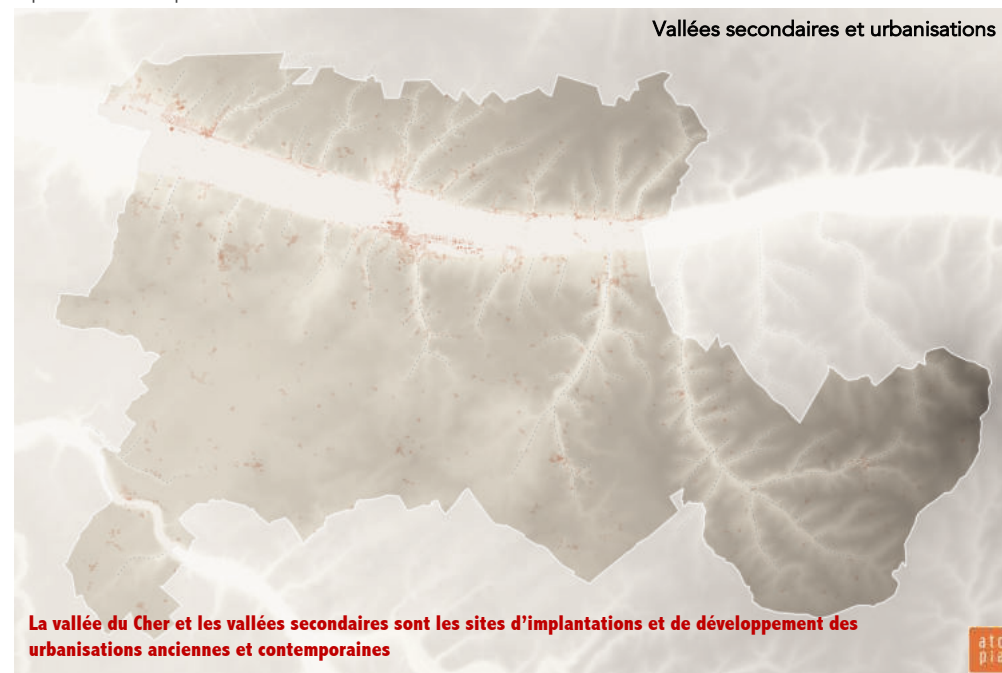 Vallées secondaires et urbanisations
La vallée du Cher et les vallées secondaires sont les sites d’implantations et de développement des
urbanisations anciennes et contemporaines